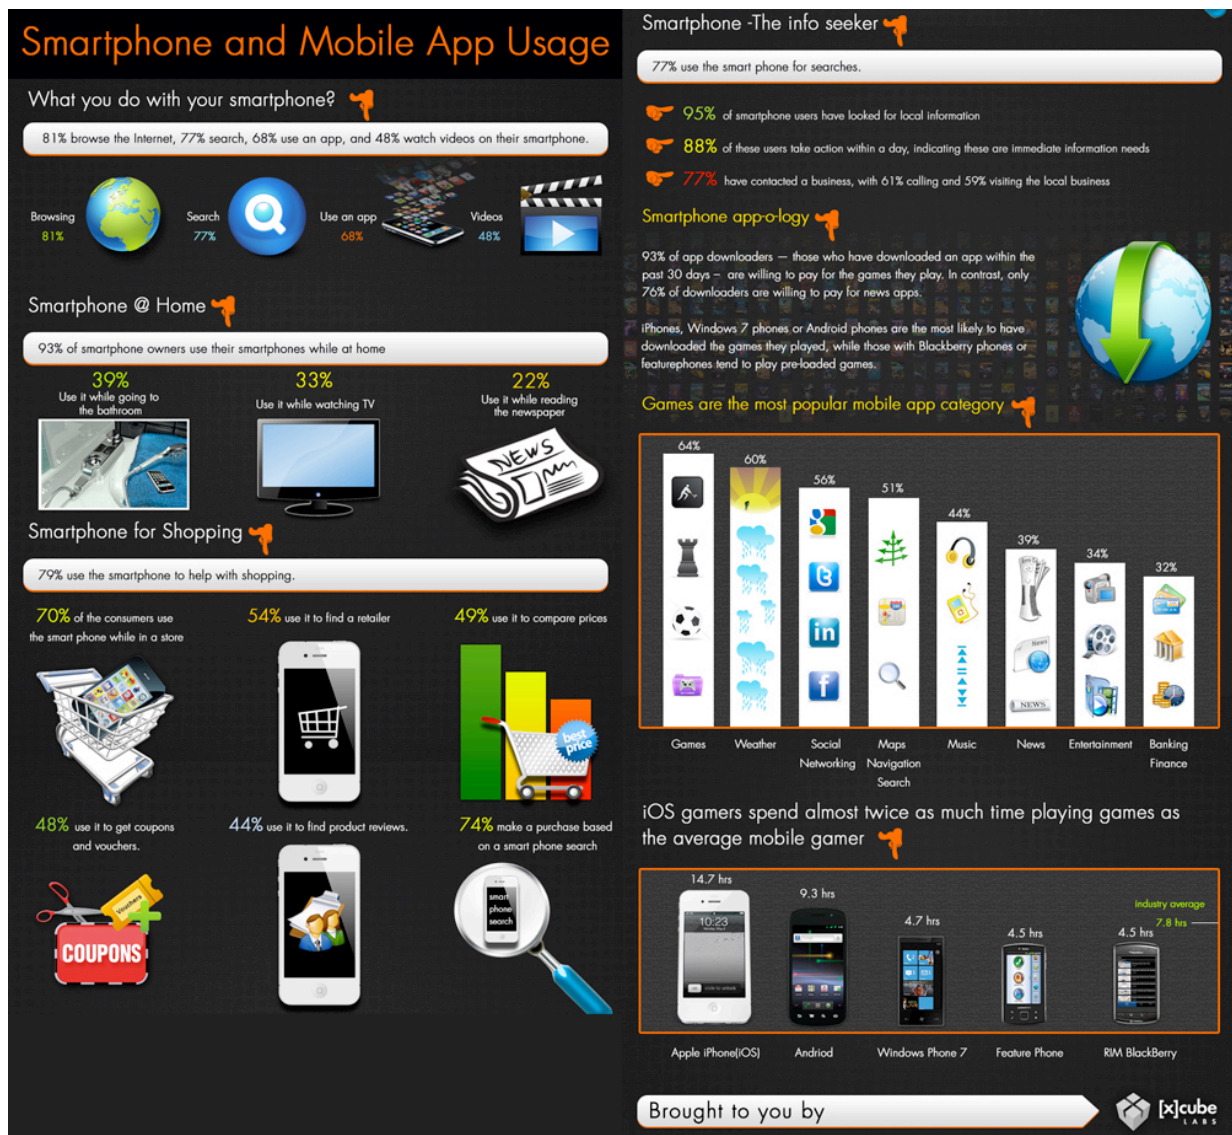 Smartphone and Mobile App Usage
What you do with your smartphone?
81% browse the Internet, 77% search, 68% use an app, and 48% watch videos on their smartphone.
Browsing
81%
Search
77%
Use an app
68%
Videos
48%
Smartphone @ Home
93% of smartphone owners use their smartphones while at home
39%
Use it while going to
the bathroom
33%
Use it while watching TV
22%
Use it while reading
the newspaper
NEWS
Smartphone for Shopping
79% use the smartphone to help with shopping.
70% of the consumers use
the smart phone while in a store
54% use it to find a retailer
49% use it to compare prices
best
price
48% use it to get coupons
and vouchers.
Vouchers
COUPONS
44% use it to find product reviews.
74% make a purchase based
on a smart phone search
smart
phone
search
Smartphone -The info seeker
77% use the smart phone for searches.
95% of smartphone users have looked for local information
88% of these users take action within a day, indicating these are immediate information needs
77% have contacted a business, with 61% calling and 59% visiting the local business
Smartphone app-o-logy
93% of app downloaders — those who have downloaded an app within the
past 30 days – are willing to pay for the games they play. In contrast, only
76% of downloaders are willing to pay for news apps.
iPhones, Windows 7 phones or Android phones are the most likely to have
downloaded the games they played, while those with Blackberry phones or
featurephones tend to play pre-loaded games.
Games are the most popular mobile app category
64%
60%
56%
51%
44%
39%
34%
32%
in
f
News
NEWS
Games
Weather
Social
Networking
Maps
Navigation
Search
Music
News
Entertainment
Banking
Finance
iOS gamers spend almost twice as much time playing games as
the average mobile gamer
14.7 hrs
9.3 hrs
4.7 hrs
4.5 hrs
4.5 hrs
Industry average
7.8 hrs
10:23
Apple iPhone(iOS)
Andriod
Windows Phone 7
Feature Phone
RIM BlackBerry
Brought to you by
[x]cube
LABS